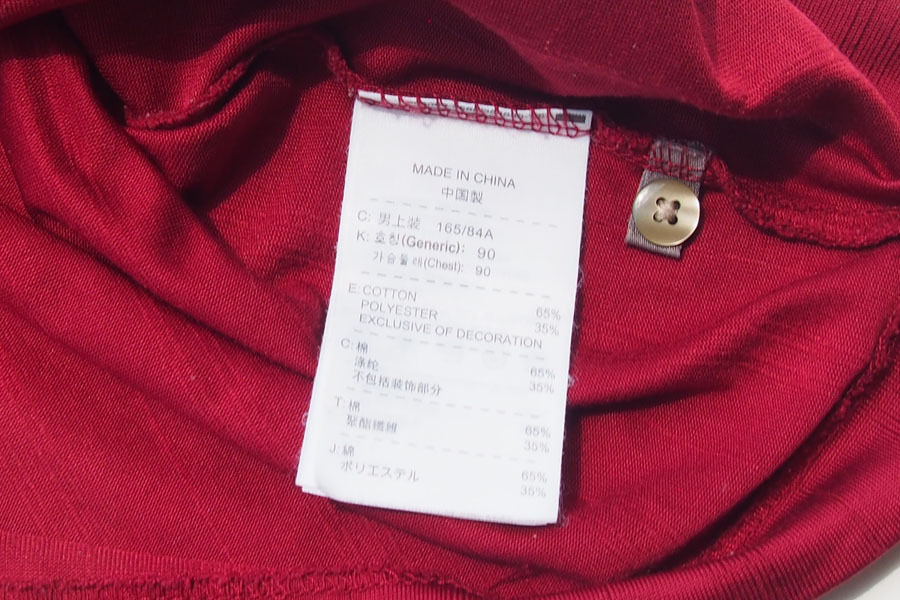 MADE IN CHINA
中国製
C: 男上装 165/84A
K: 호칭(Generic): 90
가슴둘레(Chest): 90
E: COTTON 65%
POLYESTER 35%
EXCLUSIVE OF DECORATION
C: 棉 65%
涤纶 35%
不包括装饰部分
T: 棉 65%
聚酯纖維 35%
J: 綿 65%
ポリエステル 35%